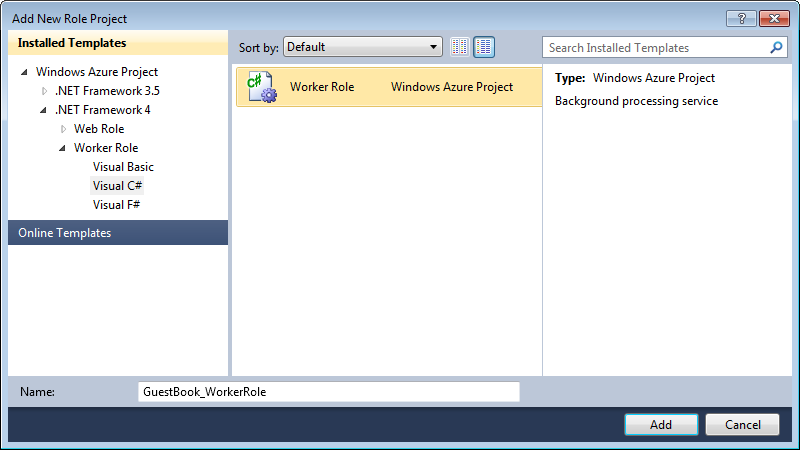 Add New Role Project
?
Installed Templates
Sort by: Default
Search Installed Templates
Windows Azure Project
.NET Framework 3.5
.NET Framework 4
Web Role
Worker Role
Visual Basic
Visual C#
Visual F#
Online Templates
C# Worker Role Windows Azure Project
Type: Windows Azure Project
Background processing service
Name: GuestBook_WorkerRole
Add Cancel